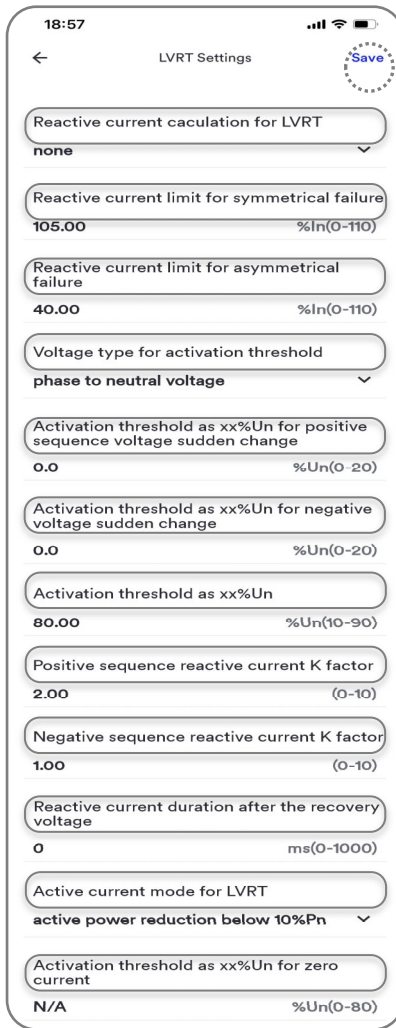 18:57
LVRT Settings
Save
Reactive current caculation for LVRT
none
Reactive current limit for symmetrical failure
105.00 %In(0-110)
Reactive current limit for asymmetrical
failure
40.00 %In(0-110)
Voltage type for activation threshold
phase to neutral voltage
Activation threshold as xx%Un for positive
sequence voltage sudden change
0.0 %Un(0-20)
Activation threshold as xx%Un for negative
voltage sudden change
0.0 %Un(0-20)
Activation threshold as xx%Un
80.00 %Un(10-90)
Positive sequence reactive current K factor
2.00 (0-10)
Negative sequence reactive current K factor
1.00 (0-10)
Reactive current duration after the recovery
voltage
0 ms(0-1000)
Active current mode for LVRT
active power reduction below 10%Pn
Activation threshold as xx%Un for zero
current
N/A %Un(0-80)